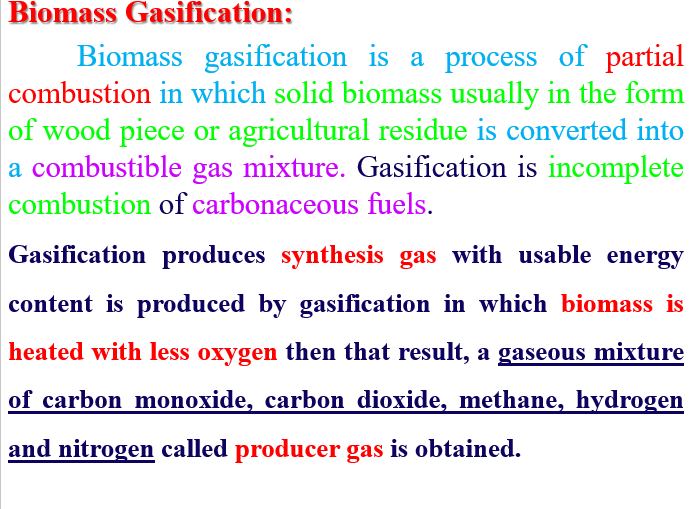 Biomass Gasification:
Biomass gasification is a process of partial
combustion in which solid biomass usually in the form
of wood piece or agricultural residue is converted into
a combustible gas mixture. Gasification is incomplete
combustion of carbonaceous fuels.
Gasification produces synthesis gas with usable energy
content is produced by gasification in which biomass is
heated with less oxygen then that result, a gaseous mixture
of carbon monoxide, carbon dioxide, methane, hydrogen
and nitrogen called producer gas is obtained.